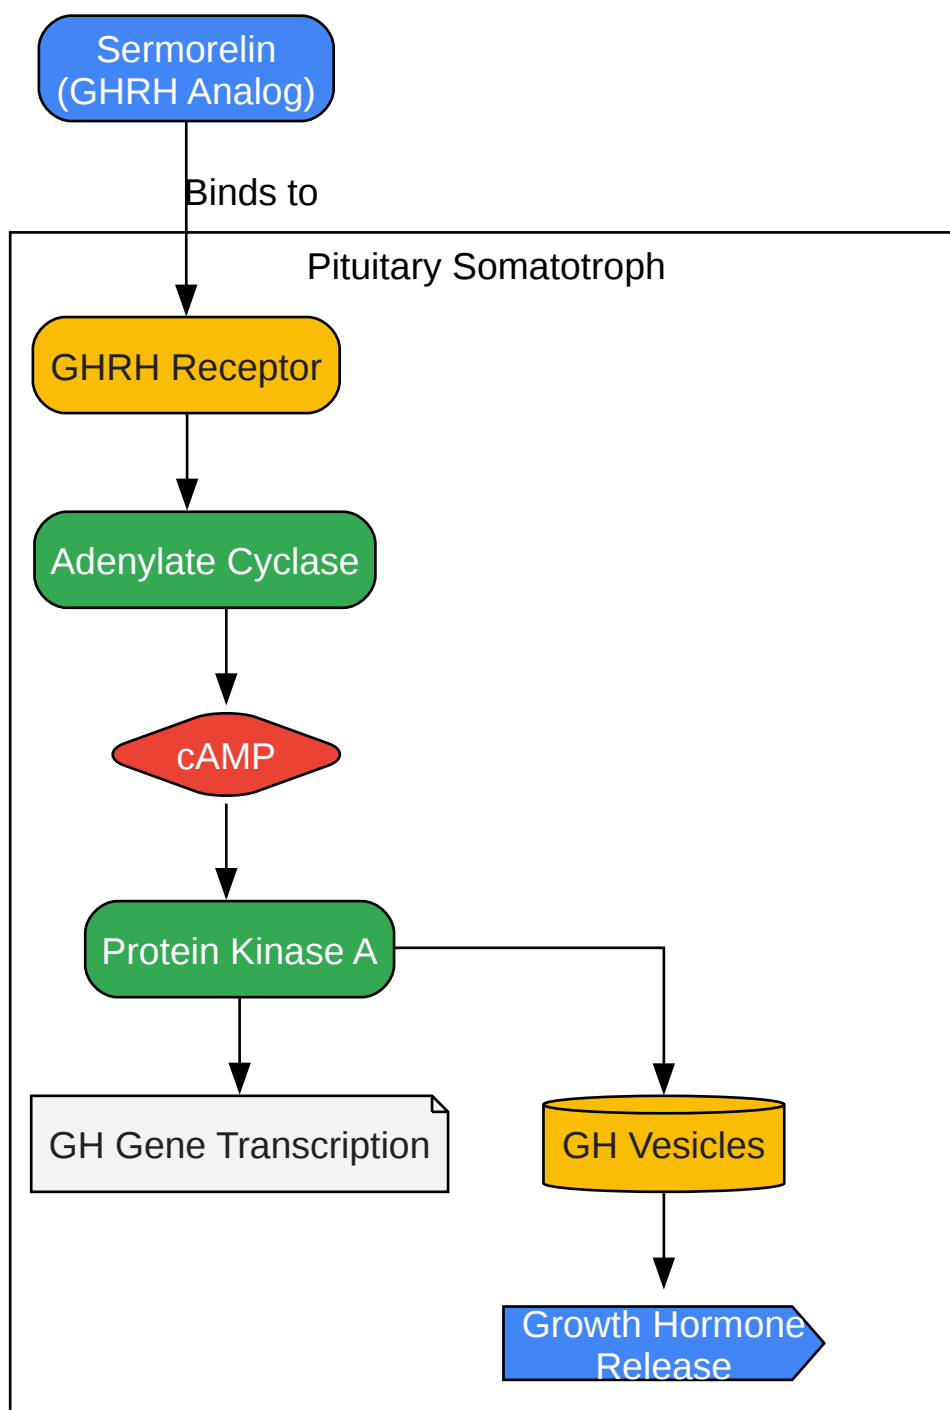 Sermorelin
(GHRH Analog)
Binds to
Pituitary Somatotroph
GHRH Receptor
Adenylate Cyclase
cAMP
Protein Kinase A
GH Gene Transcription
GH Vesicles
Growth Hormone
Release